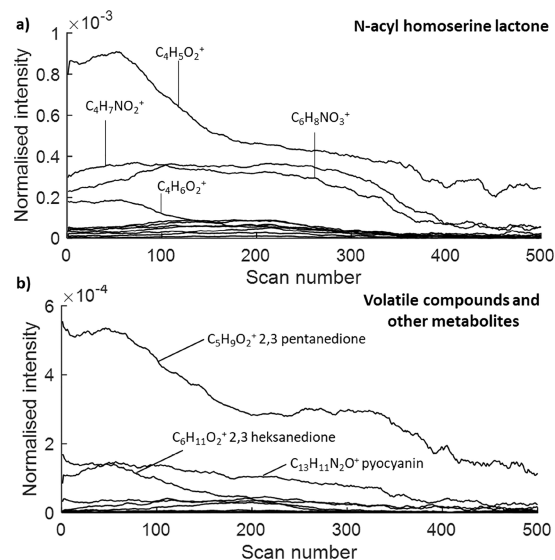 a)
×10⁻³
N-acyl homoserine lactone
1
0.8
0.6
0.4
0.2
0
Normalised intensity
C₄H₅O₂⁺
C₄H₇NO₂⁺
C₆H₈NO₃⁺
C₄H₆O₂⁺
0 100 200 300 400 500
Scan number
b)
×10⁻⁴
Volatile compounds and
other metabolites
6
4
2
0
Normalised intensity
C₅H₉O₂⁺ 2,3 pentanedione
C₆H₁₁O₂⁺ 2,3 heksanedione
C₁₃H₁₁N₂O⁺ pyocyanin
0 100 200 300 400 500
Scan number